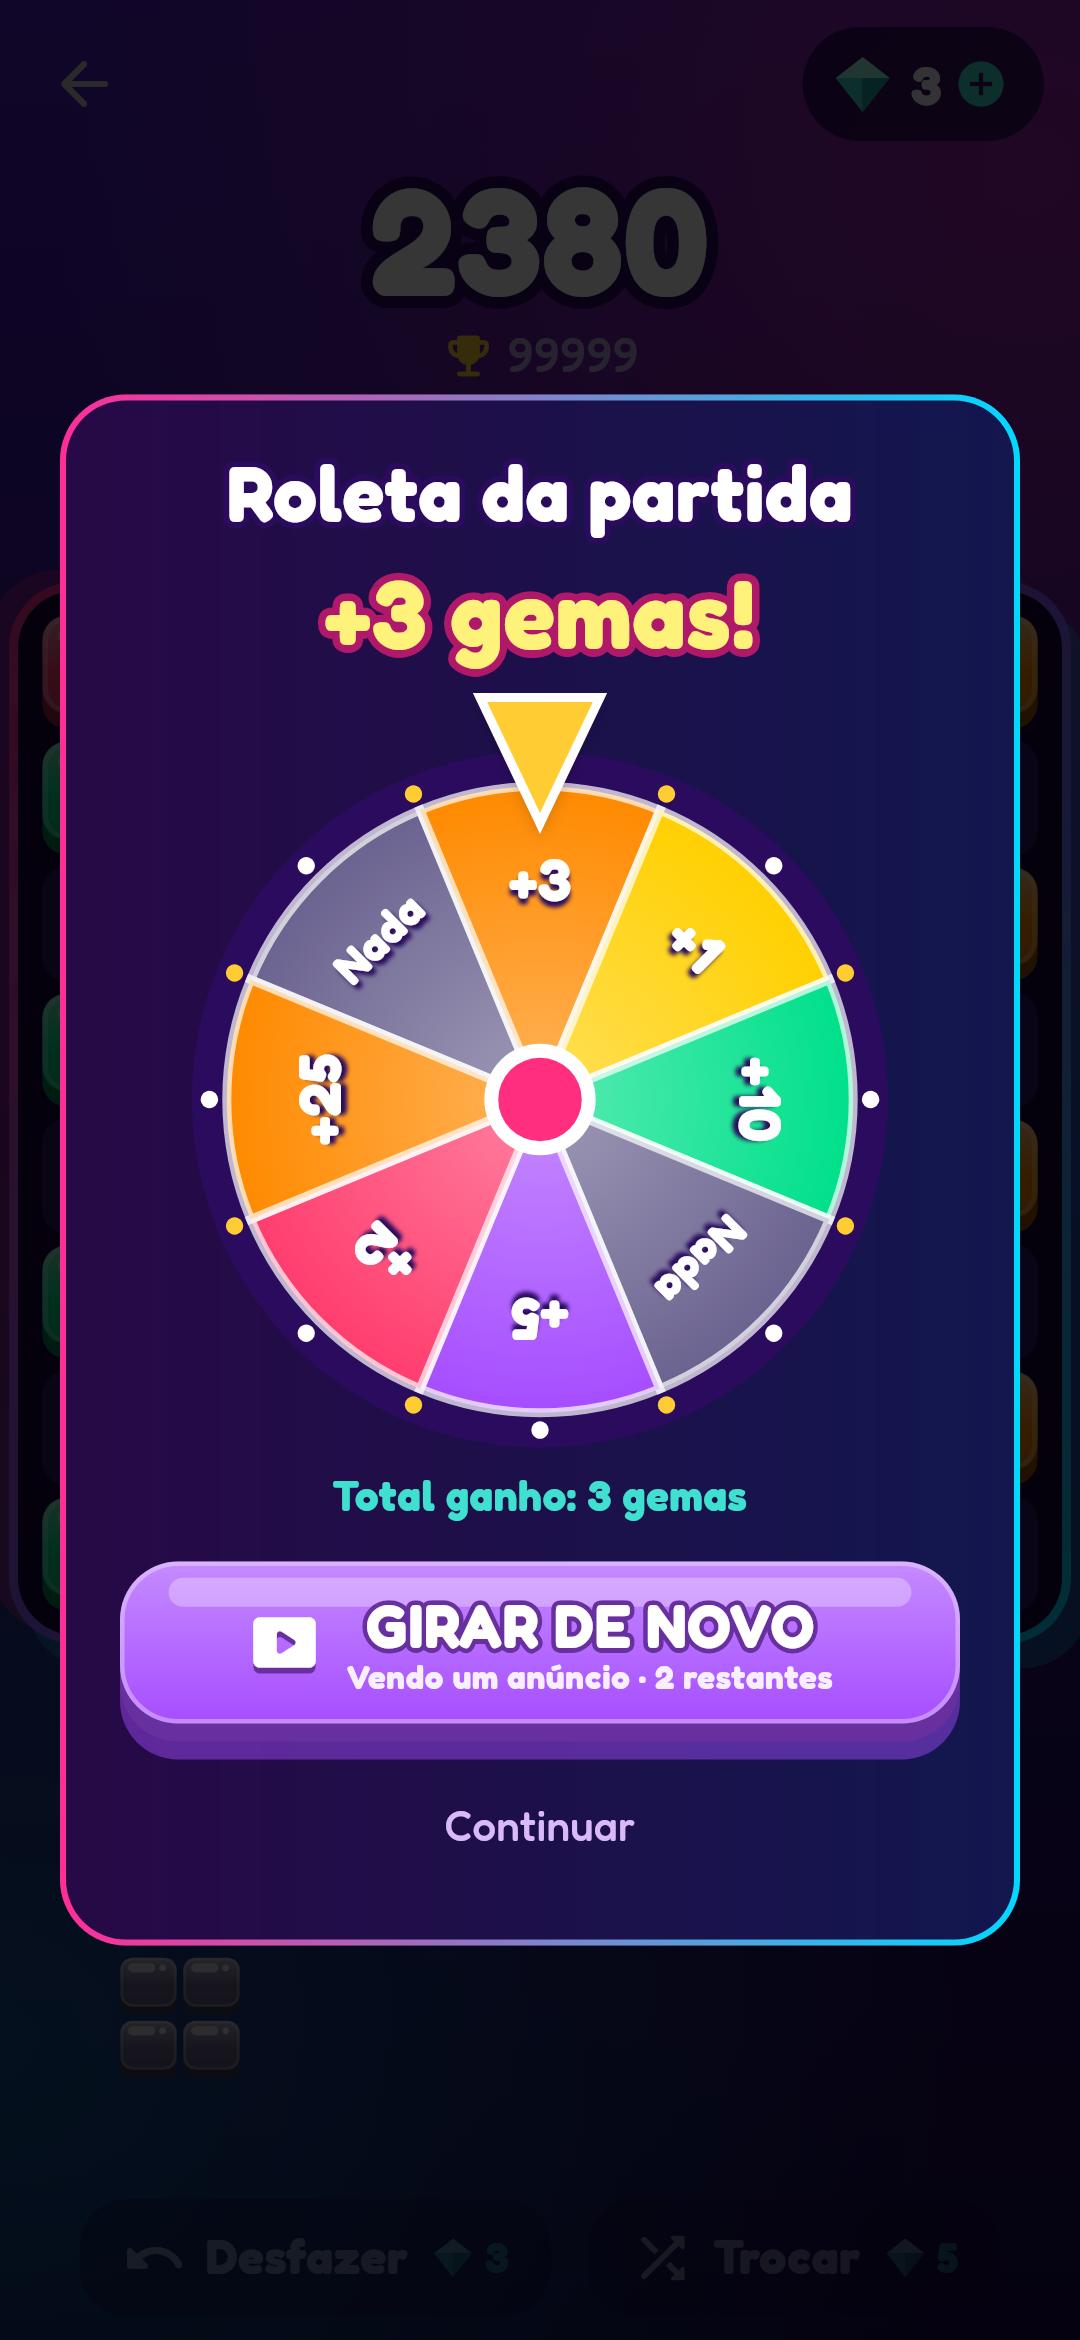 3
2380
99999
Roleta da partida
+3 gemas!
+3
+1
+10
Nada
+5
+2
+25
Nada
Total ganho: 3 gemas
GIRAR DE NOVO
Vendo um anúncio · 2 restantes
Continuar
Desfazer 3
Trocar 5